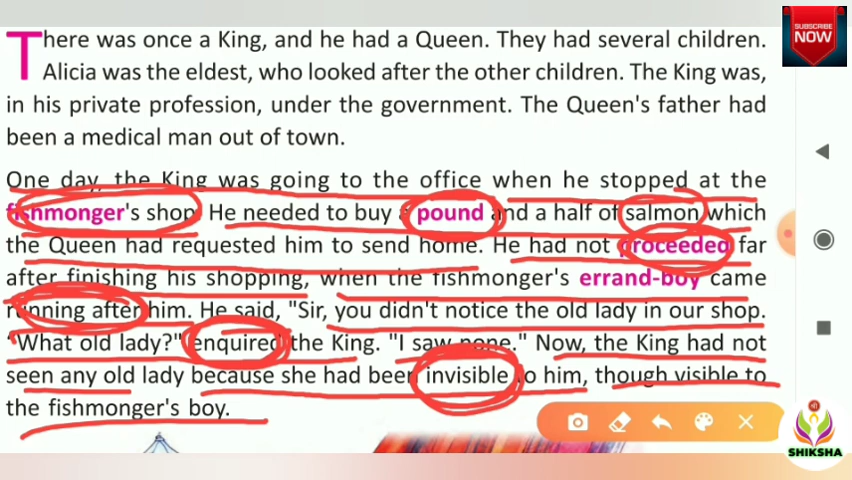 SUBSCRIBE
NOW
There was once a King, and he had a Queen. They had several children.
Alicia was the eldest, who looked after the other children. The King was,
in his private profession, under the government. The Queen's father had
been a medical man out of town.
One day, the King was going to the office when he stopped at the
fishmonger's shop. He needed to buy a pound and a half of salmon which
the Queen had requested him to send home. He had not proceeded far
after finishing his shopping, when the fishmonger's errand-boy came
running after him. He said, "Sir, you didn't notice the old lady in our shop.
"What old lady?" enquired the King. "I saw none." Now, the King had not
seen any old lady because she had been invisible to him, though visible to
the fishmonger's boy.
श्री
SHIKSHA